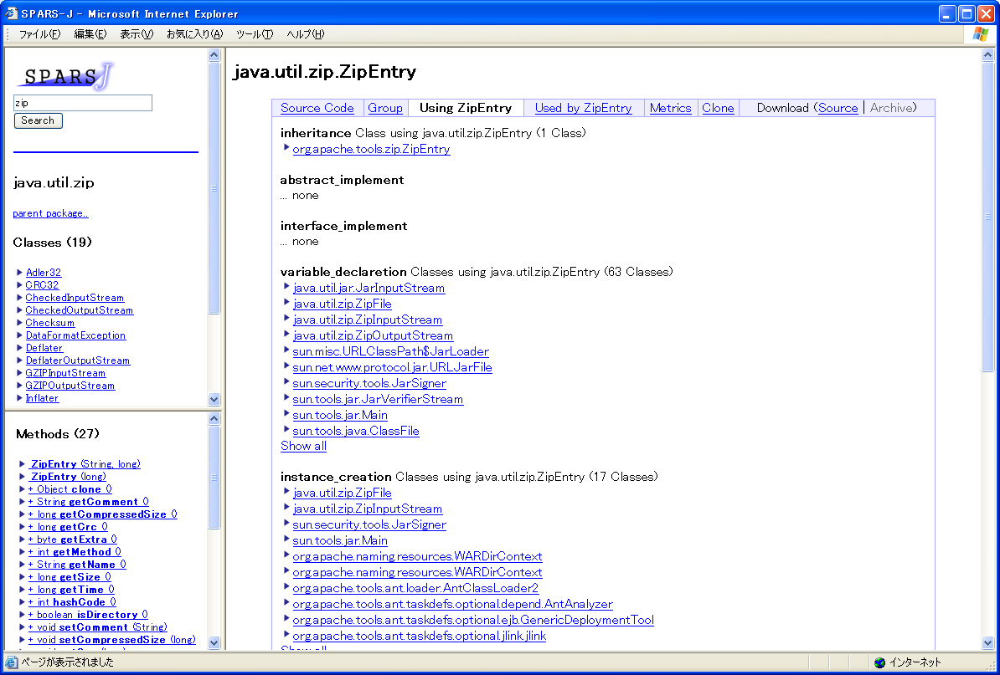 SPARS-J - Microsoft Internet Explorer
ファイル(F) 編集(E) 表示(V) お気に入り(A) ツール(T) ヘルプ(H)
SPARS J
zip
Search
java.util.zip
parent package..
Classes (19)
Adler32
CRC32
CheckedInputStream
CheckedOutputStream
Checksum
DataFormatException
Deflater
DeflaterOutputStream
GZIPInputStream
GZIPOutputStream
Inflater
Methods (27)
ZipEntry (String, long)
ZipEntry (long)
+ Object clone ()
+ String getComment ()
+ long getCompressedSize ()
+ long getCrc ()
+ byte getExtra ()
+ int getMethod ()
+ String getName ()
+ long getSize ()
+ long getTime ()
+ int hashCode ()
+ boolean isDirectory ()
+ void setComment (String)
+ void setCompressedSize (long)
java.util.zip.ZipEntry
Source Code Group Using ZipEntry Used by ZipEntry Metrics Clone Download (Source | Archive)
inheritance Class using java.util.zip.ZipEntry (1 Class)
org.apache.tools.zip.ZipEntry
abstract_implement
... none
interface_implement
... none
variable_declaretion Classes using java.util.zip.ZipEntry (63 Classes)
java.util.jar.JarInputStream
java.util.zip.ZipFile
java.util.zip.ZipInputStream
java.util.zip.ZipOutputStream
sun.misc.URLClassPath$JarLoader
sun.net.www.protocol.jar.URLJarFile
sun.security.tools.JarSigner
sun.tools.jar.JarVerifierStream
sun.tools.jar.Main
sun.tools.java.ClassFile
Show all
instance_creation Classes using java.util.zip.ZipEntry (17 Classes)
java.util.zip.ZipFile
java.util.zip.ZipInputStream
sun.security.tools.JarSigner
sun.tools.jar.Main
org.apache.naming.resources.WARDirContext
org.apache.naming.resources.WARDirContext
org.apache.tools.ant.loader.AntClassLoader2
org.apache.tools.ant.taskdefs.optional.depend.AntAnalyzer
org.apache.tools.ant.taskdefs.optional.ejb.GenericDeploymentTool
org.apache.tools.ant.taskdefs.optional.jlink.jlink
Show all
ページが表示されました
インターネット